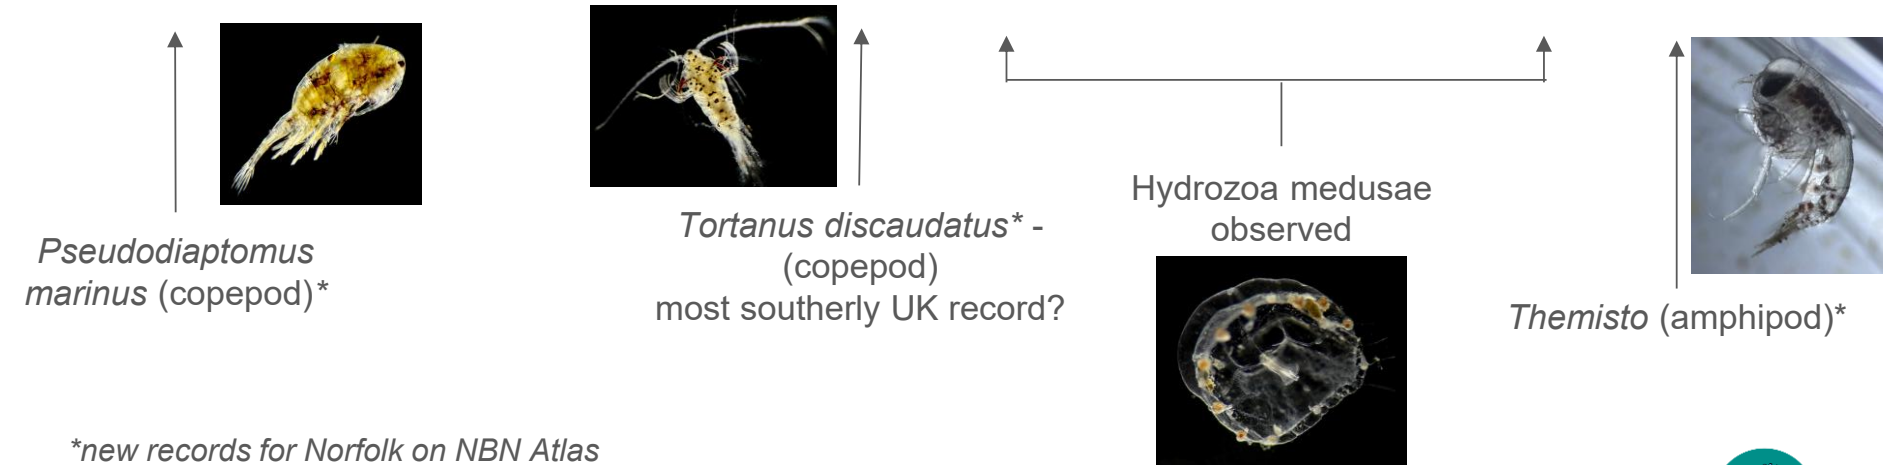 Pseudodiaptomus
marinus (copepod)*
Tortanus discaudatus* -
(copepod)
most southerly UK record?
Hydrozoa medusae
observed
Themisto (amphipod)*
*new records for Norfolk on NBN Atlas